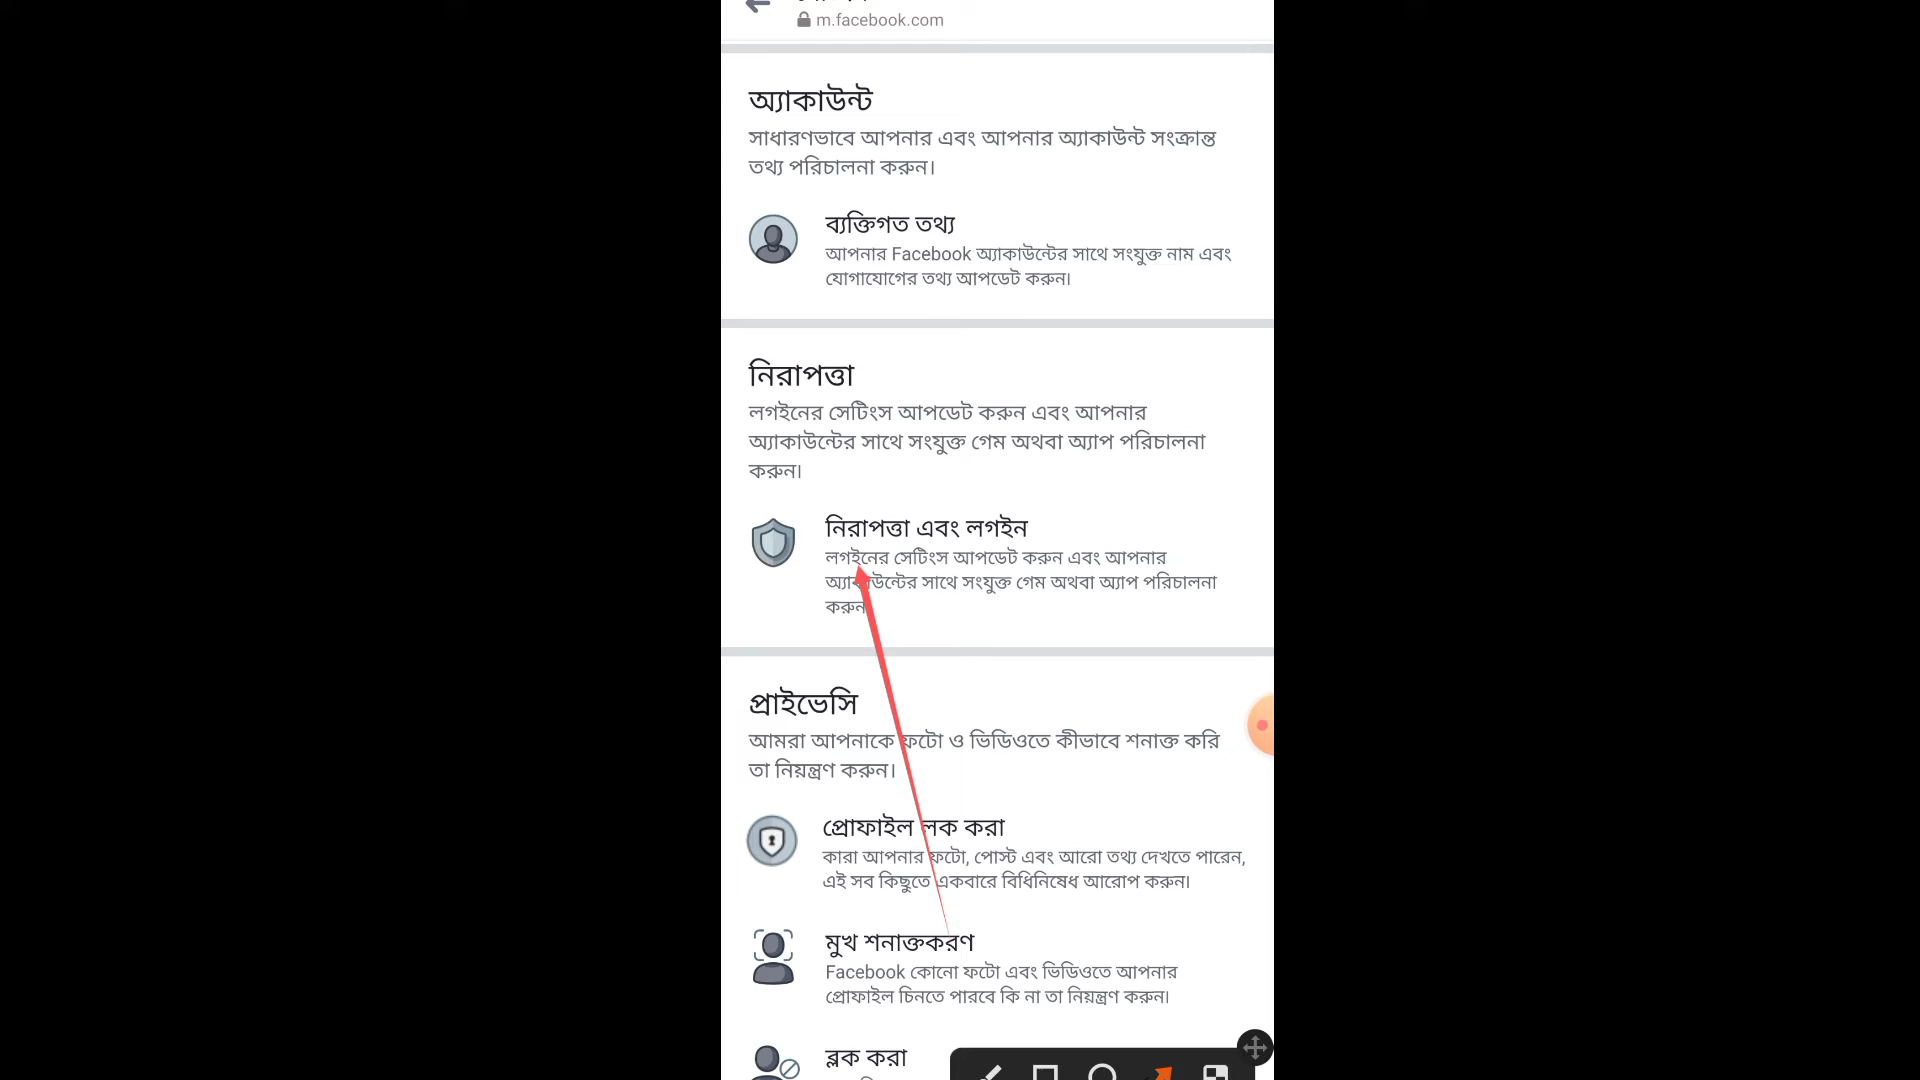 m.facebook.com
অ্যাকাউন্ট
সাধারণভাবে আপনার এবং আপনার অ্যাকাউন্ট সংক্রান্ত
তথ্য পরিচালনা করুন।
ব্যক্তিগত তথ্য
আপনার Facebook অ্যাকাউন্টের সাথে সংযুক্ত নাম এবং
যোগাযোগের তথ্য আপডেট করুন।
নিরাপত্তা
লগইনের সেটিংস আপডেট করুন এবং আপনার
অ্যাকাউন্টের সাথে সংযুক্ত গেম অথবা অ্যাপ পরিচালনা
করুন।
নিরাপত্তা এবং লগইন
লগইনের সেটিংস আপডেট করুন এবং আপনার
অ্যাকাউন্টের সাথে সংযুক্ত গেম অথবা অ্যাপ পরিচালনা
করুন
প্রাইভেসি
আমরা আপনাকে ফটো ও ভিডিওতে কীভাবে শনাক্ত করি
তা নিয়ন্ত্রণ করুন।
প্রোফাইল লক করা
কারা আপনার ফটো, পোস্ট এবং আরো তথ্য দেখতে পারেন,
এই সব কিছুতে একবারে বিধিনিষেধ আরোপ করুন।
মুখ শনাক্তকরণ
Facebook কোনো ফটো এবং ভিডিওতে আপনার
প্রোফাইল চিনতে পারবে কি না তা নিয়ন্ত্রণ করুন।
ব্লক করা